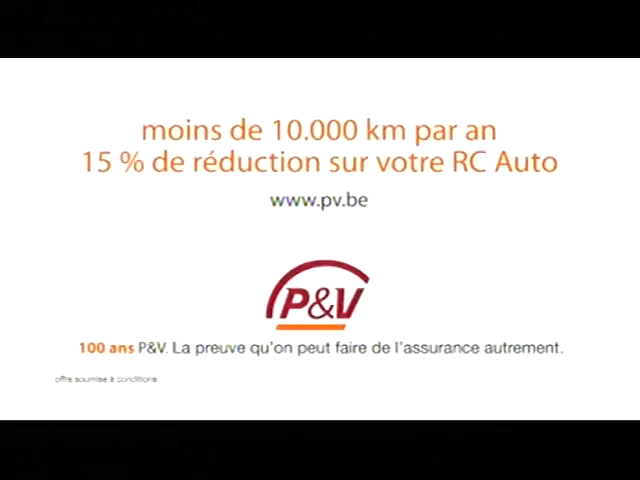 moins de 10.000 km par an
15 % de réduction sur votre RC Auto
www.pv.be
P&V
100 ans P&V. La preuve qu'on peut faire de l'assurance autrement.
offre soumise à conditions